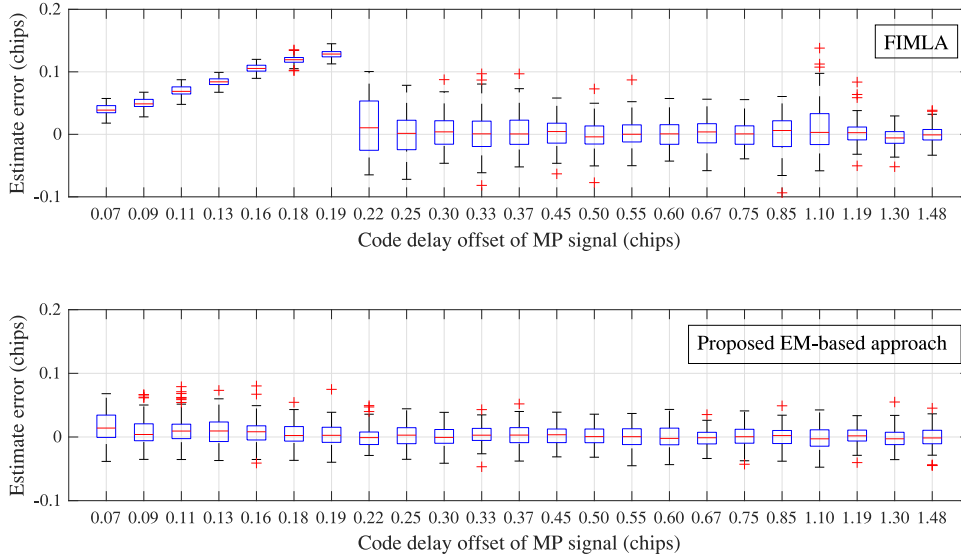 0.2
FIMLA
0.1
0
-0.1
Estimate error (chips)
0.07 0.09 0.11 0.13 0.16 0.18 0.19 0.22 0.25 0.30 0.33 0.37 0.45 0.50 0.55 0.60 0.67 0.75 0.85 1.10 1.19 1.30 1.48
Code delay offset of MP signal (chips)
0.2
Proposed EM-based approach
0.1
0
-0.1
Estimate error (chips)
0.07 0.09 0.11 0.13 0.16 0.18 0.19 0.22 0.25 0.30 0.33 0.37 0.45 0.50 0.55 0.60 0.67 0.75 0.85 1.10 1.19 1.30 1.48
Code delay offset of MP signal (chips)